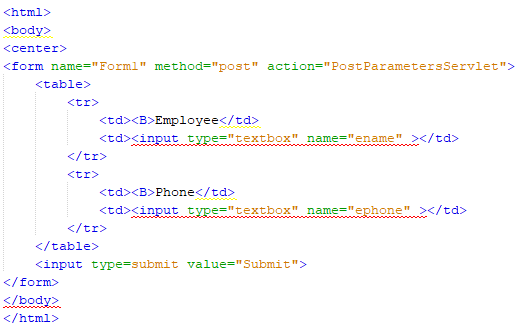 <html>
<body>
<center>
<form name="Form1" method="post" action="PostParametersServlet">
<table>
<tr>
<td><B>Employee</td>
<td><input type="textbox" name="ename" ></td>
</tr>
<tr>
<td><B>Phone</td>
<td><input type="textbox" name="ephone" ></td>
</tr>
</table>
<input type=submit value="Submit">
</form>
</body>
</html>